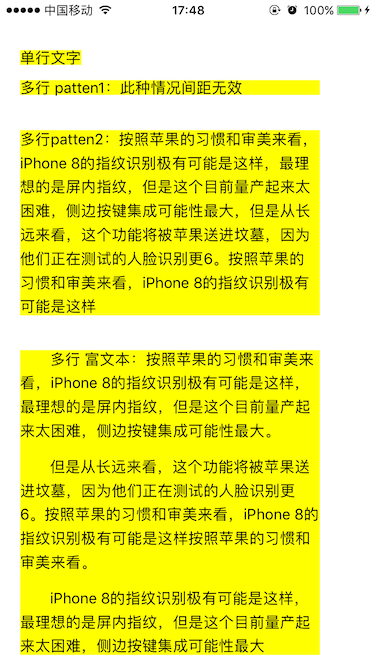 中国移动 17:48 100%
单行文字
多行 patten1：此种情况间距无效
多行patten2：按照苹果的习惯和审美来看，
iPhone 8的指纹识别极有可能是这样，最理
想的是屏内指纹，但是这个目前量产起来太
困难，侧边按键集成可能性最大，但是从长
远来看，这个功能将被苹果送进坟墓，因为
他们正在测试的人脸识别更6。按照苹果的
习惯和审美来看，iPhone 8的指纹识别极有
可能是这样
多行 富文本：按照苹果的习惯和审美来
看，iPhone 8的指纹识别极有可能是这样，
最理想的是屏内指纹，但是这个目前量产起
来太困难，侧边按键集成可能性最大。
但是从长远来看，这个功能将被苹果送
进坟墓，因为他们正在测试的人脸识别更
6。按照苹果的习惯和审美来看，iPhone 8的
指纹识别极有可能是这样按照苹果的习惯和
审美来看。
iPhone 8的指纹识别极有可能是这样，
最理想的是屏内指纹，但是这个目前量产起
来太困难，侧边按键集成可能性最大